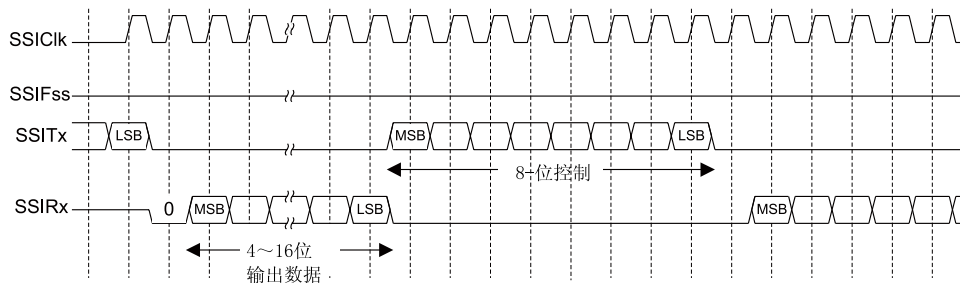 SSIClk
SSIFss
SSITx
LSB
MSB
LSB
8-位控制
SSIRx
0
MSB
LSB
MSB
4～16位
输出数据